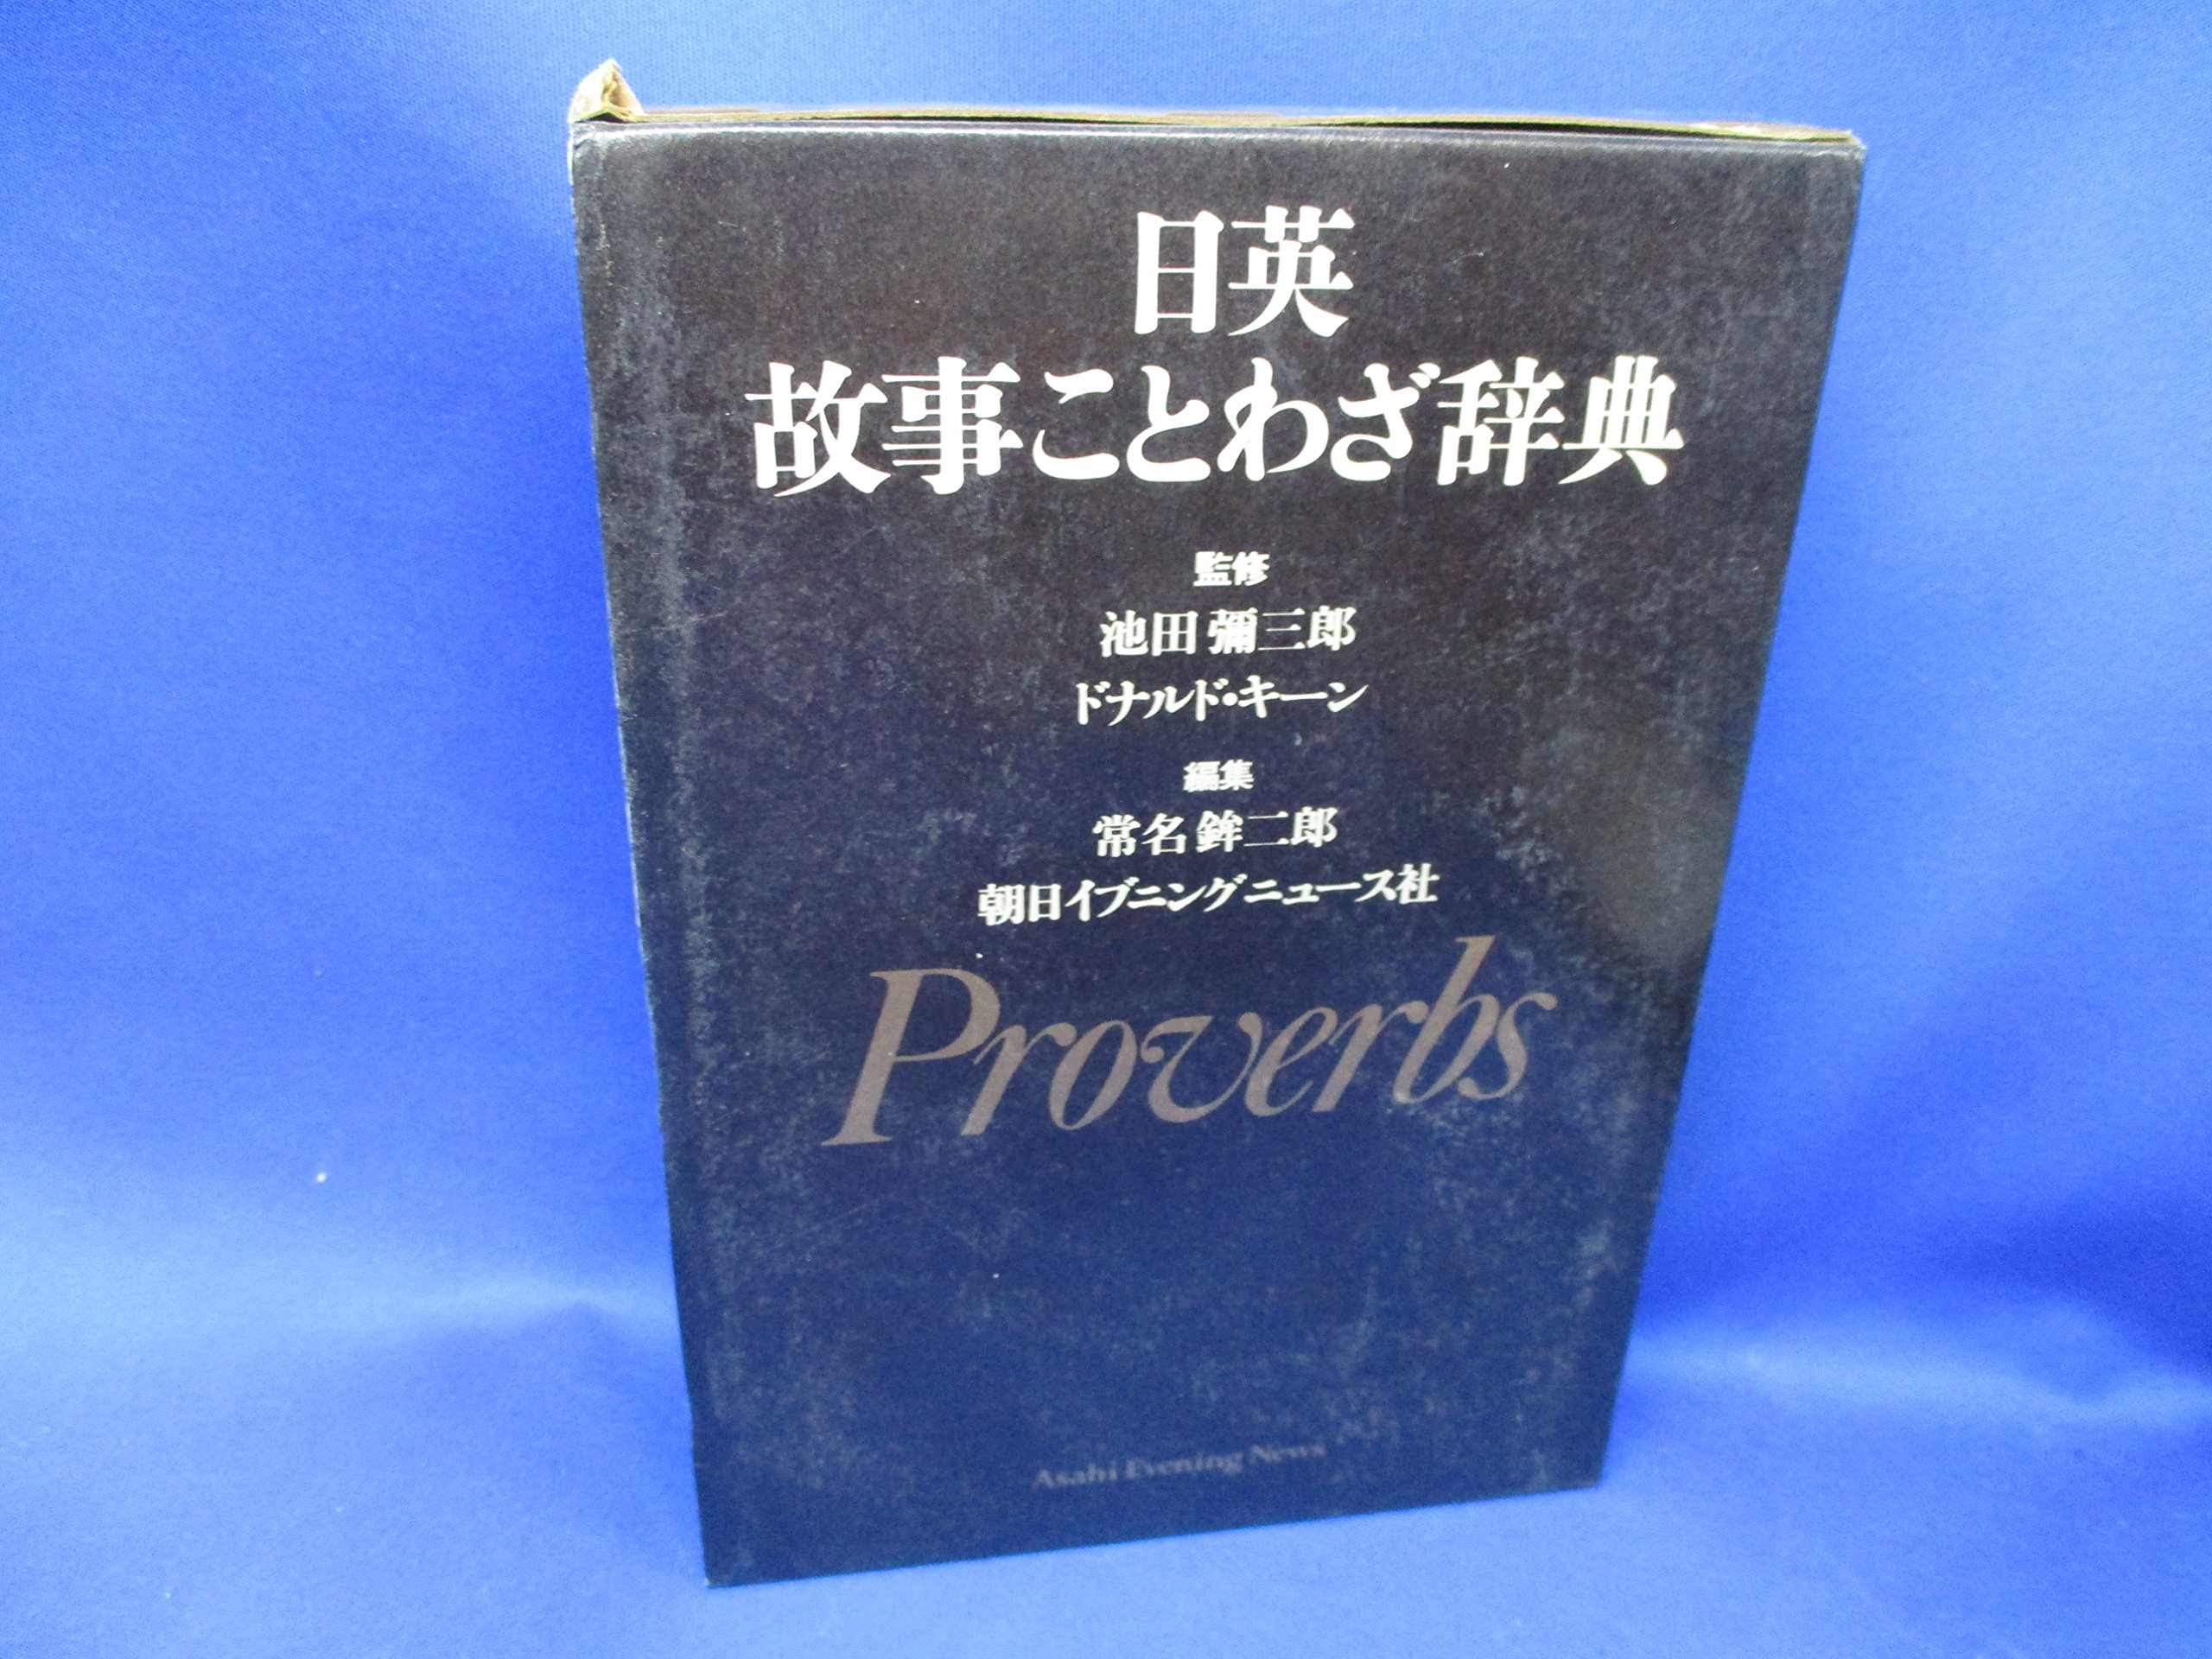 日英
故事ことわざ辞典
監修
池田彌三郎
ドナルド・キーン
編集
常名鉾二郎
朝日イブニングニュース社
Proverbs
Asahi Evening News